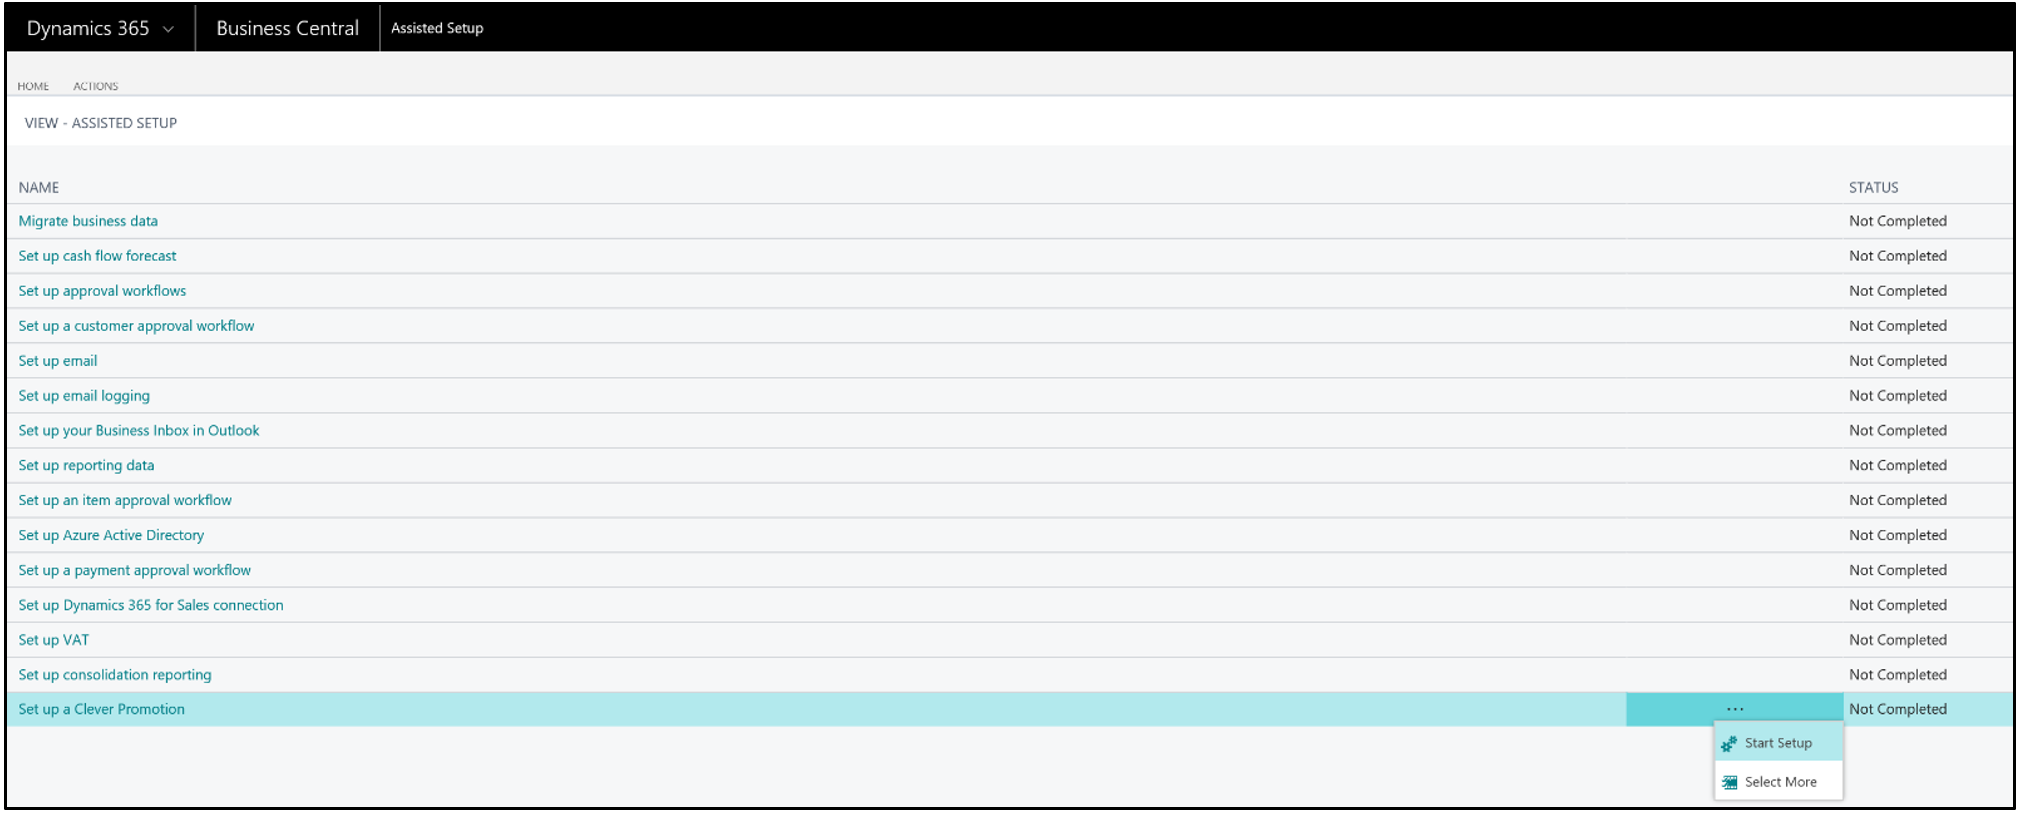 Dynamics 365 Business Central Assisted Setup
HOME ACTIONS
VIEW - ASSISTED SETUP
NAME STATUS
Migrate business data Not Completed
Set up cash flow forecast Not Completed
Set up approval workflows Not Completed
Set up a customer approval workflow Not Completed
Set up email Not Completed
Set up email logging Not Completed
Set up your Business Inbox in Outlook Not Completed
Set up reporting data Not Completed
Set up an item approval workflow Not Completed
Set up Azure Active Directory Not Completed
Set up a payment approval workflow Not Completed
Set up Dynamics 365 for Sales connection Not Completed
Set up VAT Not Completed
Set up consolidation reporting Not Completed
Set up a Clever Promotion ... Not Completed
Start Setup
Select More